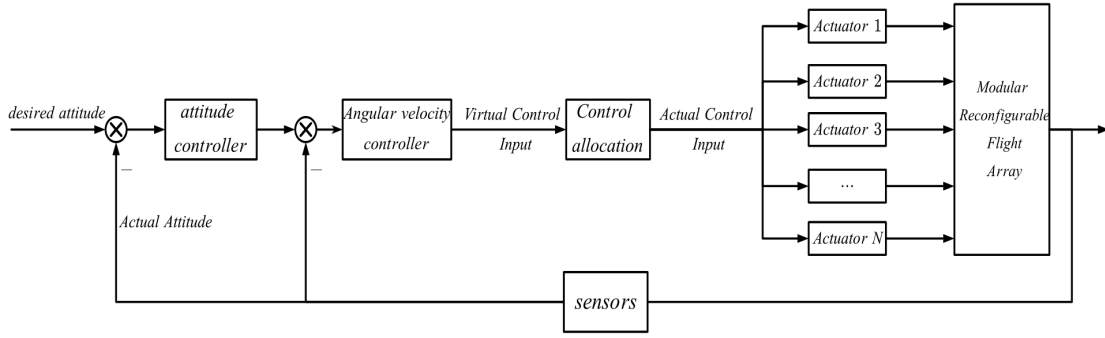 desired attitude
attitude
controller
Angular velocity
controller
Virtual Control
Input
Control
allocation
Actual Control
Input
Actuator 1
Actuator 2
Actuator 3
...
Actuator N
Modular
Reconfigurable
Flight
Array
−
−
Actual Attitude
sensors